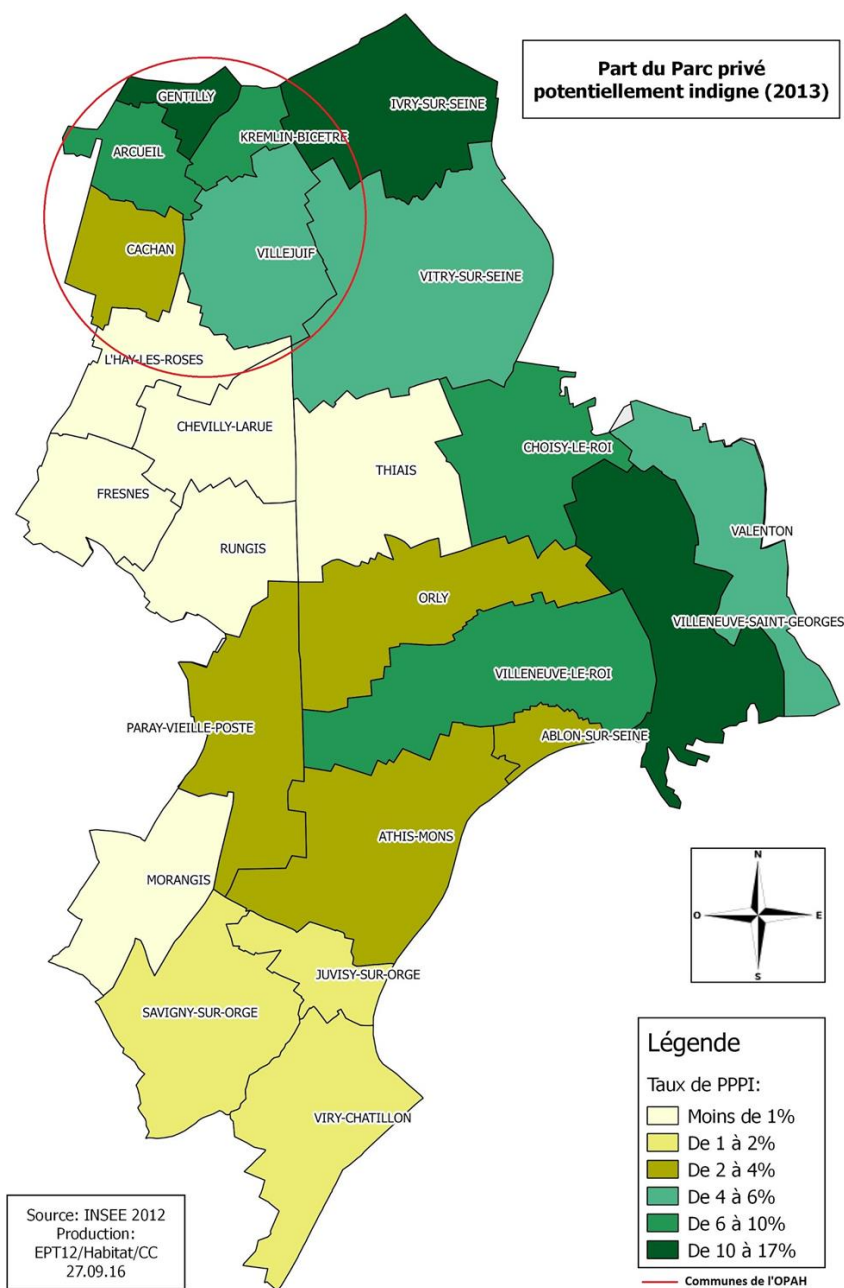 Part du Parc privé
potentiellement indigne (2013)
GENTILLY
IVRY-SUR-SEINE
KREMLIN-BICETRE
ARCUEIL
CACHAN
VILLEJUIF
VITRY-SUR-SEINE
L'HAY-LES-ROSES
CHEVILLY-LARUE
CHOISY-LE-ROI
THIAIS
FRESNES
VALENTON
RUNGIS
ORLY
VILLENEUVE-SAINT-GEORGES
VILLENEUVE-LE-ROI
PARAY-VIEILLE-POSTE
ABLON-SUR-SEINE
ATHIS-MONS
MORANGIS
JUVISY-SUR-ORGE
SAVIGNY-SUR-ORGE
VIRY-CHATILLON
N
O
E
S
Légende
Taux de PPPI:
Moins de 1%
De 1 à 2%
De 2 à 4%
De 4 à 6%
De 6 à 10%
De 10 à 17%
Communes de l'OPAH
Source: INSEE 2012
Production:
EPT12/Habitat/CC
27.09.16